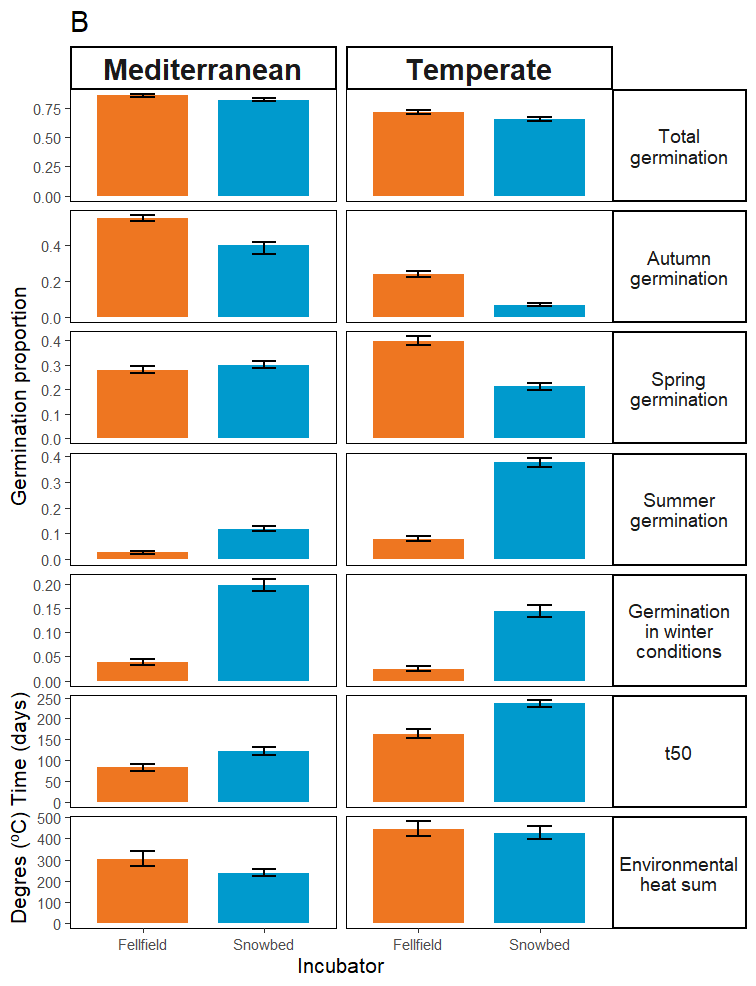 B
Mediterranean
Temperate
Germination proportion
Time (days)
Degres (ºC)
0.75
0.50
0.25
0.00
Total
germination
0.4
0.2
0.0
Autumn
germination
0.4
0.3
0.2
0.1
0.0
Spring
germination
0.4
0.3
0.2
0.1
0.0
Summer
germination
0.20
0.15
0.10
0.05
0.00
Germination
in winter
conditions
250
200
150
100
50
0
t50
500
400
300
200
100
0
Environmental
heat sum
Fellfield
Snowbed
Fellfield
Snowbed
Incubator